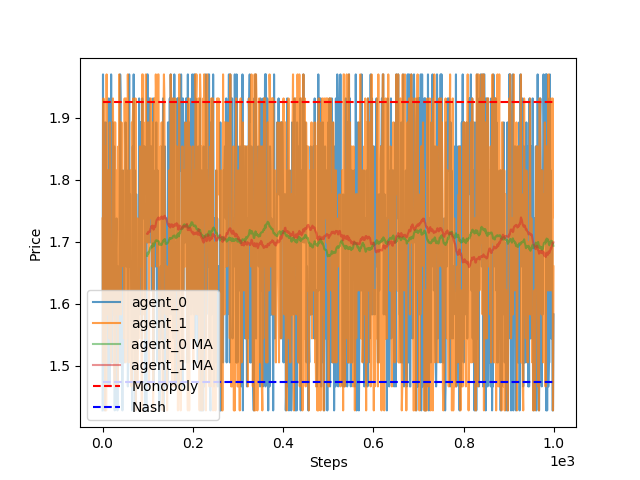 1.9
1.8
1.7
1.6
1.5
Price
agent_0
agent_1
agent_0 MA
agent_1 MA
Monopoly
Nash
0.0
0.2
0.4
0.6
0.8
1.0
1e3
Steps